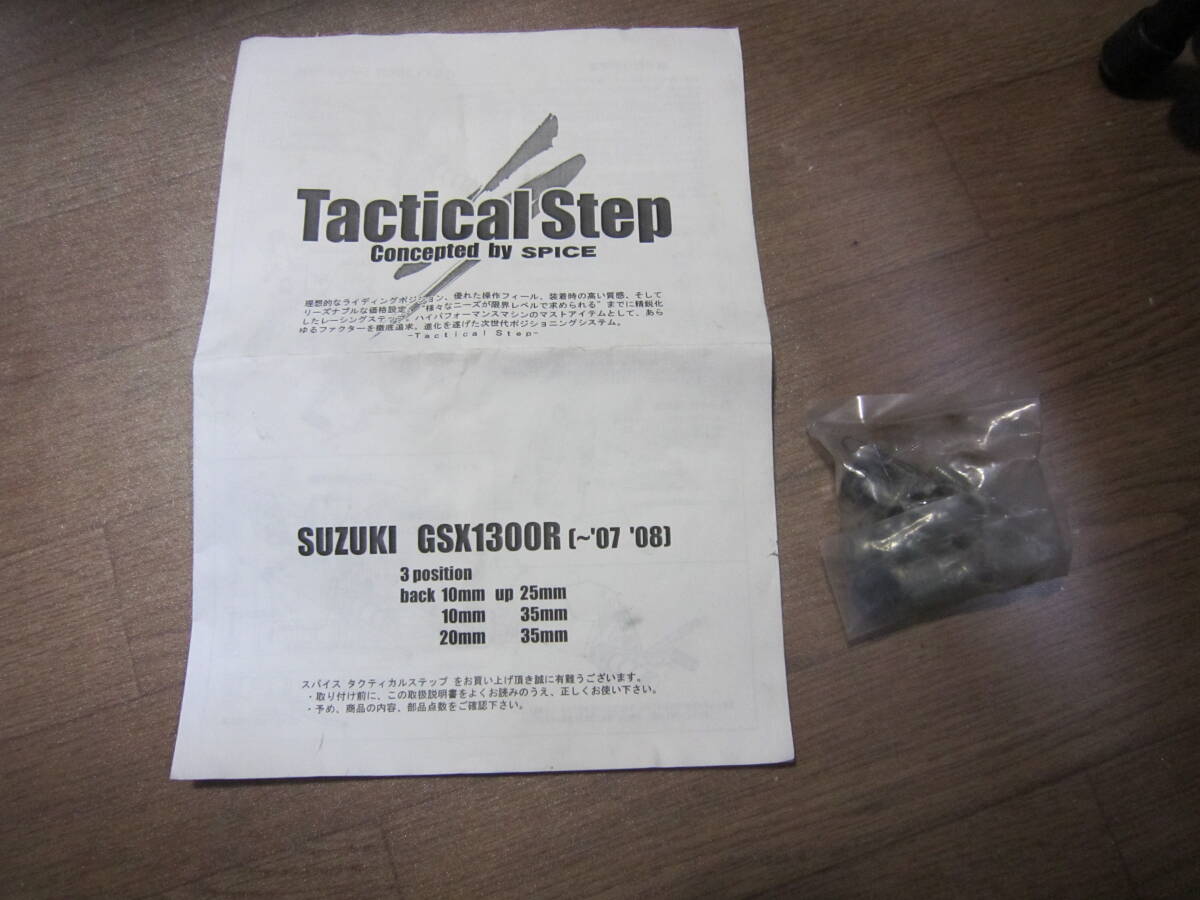 Tactical Step
Concepted by SPICE
理想的なライディングポジション、優れた操作フィール、装着時の高い質感、そして
リーズナブルな価格設定。"様々なニーズが限界レベルで求められる"までに精鋭化
したレーシングステップ。ハイパフォーマンスマシンのマストアイテムとして、あら
ゆるファクターを徹底追求。進化を遂げた次世代ポジショニングシステム。
-Tactical Step-
SUZUKI GSX1300R (~'07 '08)
3 position
back 10mm up 25mm
10mm 35mm
20mm 35mm
スパイス タクティカルステップ をお買い上げ頂き誠に有難うございます。
・取り付け前に、この取扱説明書をよくお読みのうえ、正しくお使い下さい。
・予め、商品の内容、部品点数をご確認下さい。